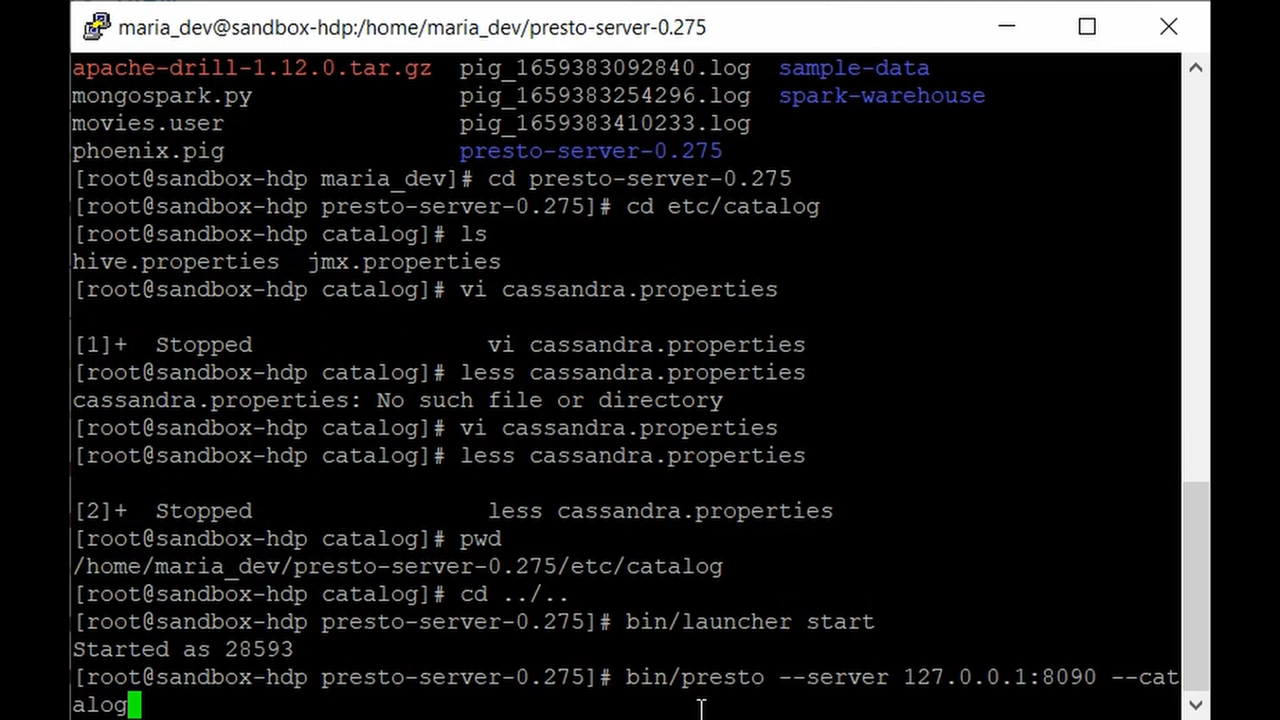 maria_dev@sandbox-hdp:/home/maria_dev/presto-server-0.275
apache-drill-1.12.0.tar.gz  pig_1659383092840.log  sample-data
mongospark.py               pig_1659383254296.log  spark-warehouse
movies.user                 pig_1659383410233.log
phoenix.pig                 presto-server-0.275
[root@sandbox-hdp maria_dev]# cd presto-server-0.275
[root@sandbox-hdp presto-server-0.275]# cd etc/catalog
[root@sandbox-hdp catalog]# ls
hive.properties  jmx.properties
[root@sandbox-hdp catalog]# vi cassandra.properties
[1]+  Stopped                 vi cassandra.properties
[root@sandbox-hdp catalog]# less cassandra.properties
cassandra.properties: No such file or directory
[root@sandbox-hdp catalog]# vi cassandra.properties
[root@sandbox-hdp catalog]# less cassandra.properties
[2]+  Stopped                 less cassandra.properties
[root@sandbox-hdp catalog]# pwd
/home/maria_dev/presto-server-0.275/etc/catalog
[root@sandbox-hdp catalog]# cd ../..
[root@sandbox-hdp presto-server-0.275]# bin/launcher start
Started as 28593
[root@sandbox-hdp presto-server-0.275]# bin/presto --server 127.0.0.1:8090 --cat
alog